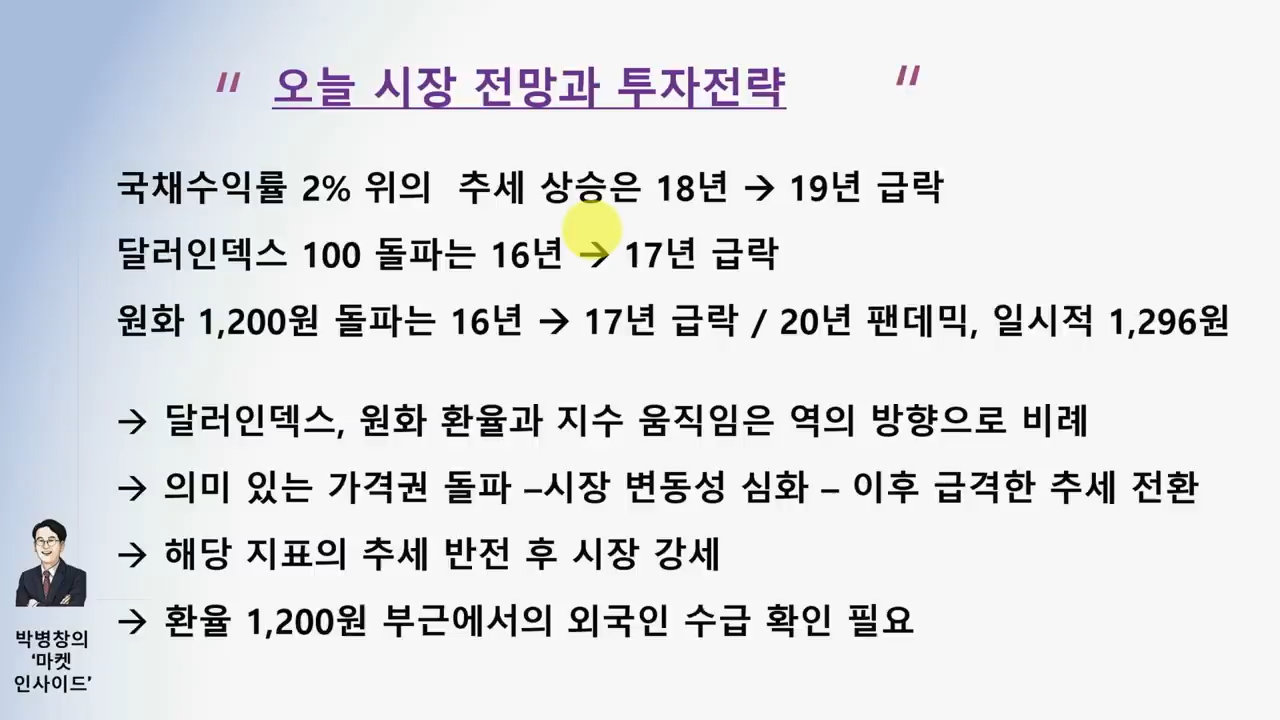 " 오늘 시장 전망과 투자전략 "
국채수익률 2% 위의 추세 상승은 18년 → 19년 급락
달러인덱스 100 돌파는 16년 → 17년 급락
원화 1,200원 돌파는 16년 → 17년 급락 / 20년 팬데믹, 일시적 1,296원
→ 달러인덱스, 원화 환율과 지수 움직임은 역의 방향으로 비례
→ 의미 있는 가격권 돌파 –시장 변동성 심화 – 이후 급격한 추세 전환
→ 해당 지표의 추세 반전 후 시장 강세
→ 환율 1,200원 부근에서의 외국인 수급 확인 필요
박병창의
‘마켓
인사이드’